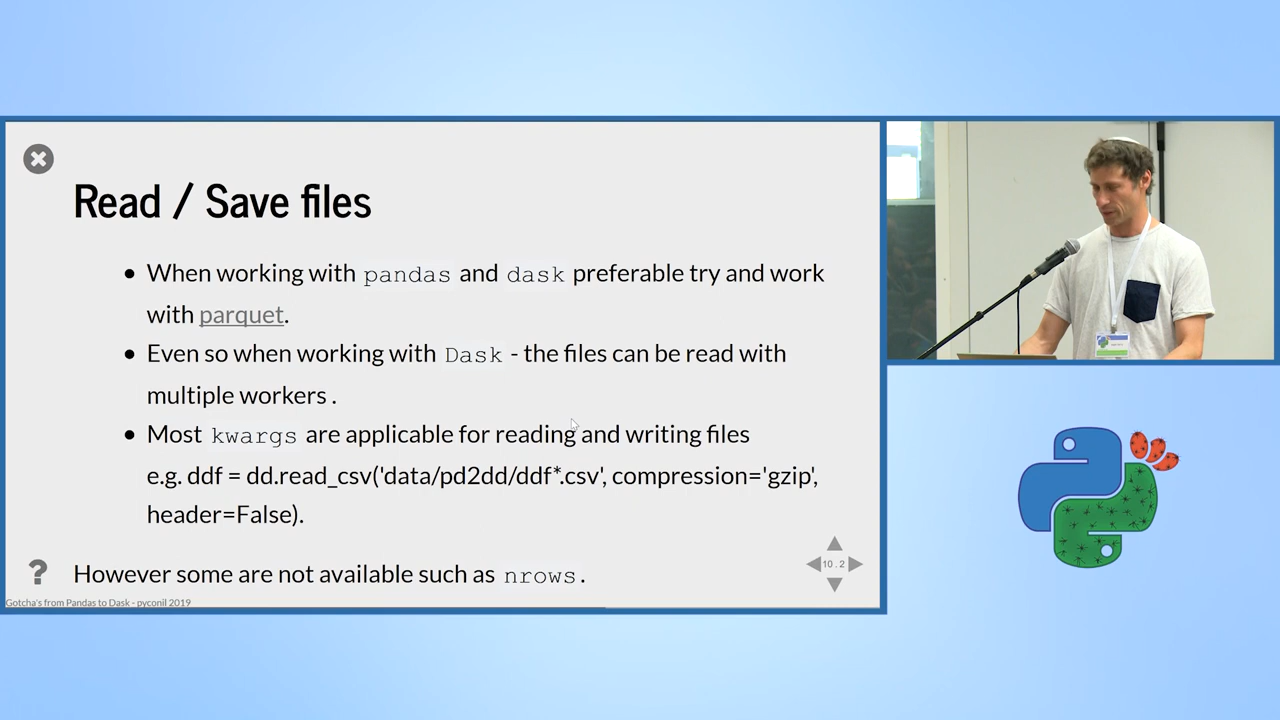 Read / Save files
When working with pandas and dask preferable try and work
with parquet.
Even so when working with Dask - the files can be read with
multiple workers .
Most kwargs are applicable for reading and writing files
e.g. ddf = dd.read_csv('data/pd2dd/ddf*.csv', compression='gzip',
header=False).
? However some are not available such as nrows.
10.2
Gotcha's from Pandas to Dask - pyconil 2019